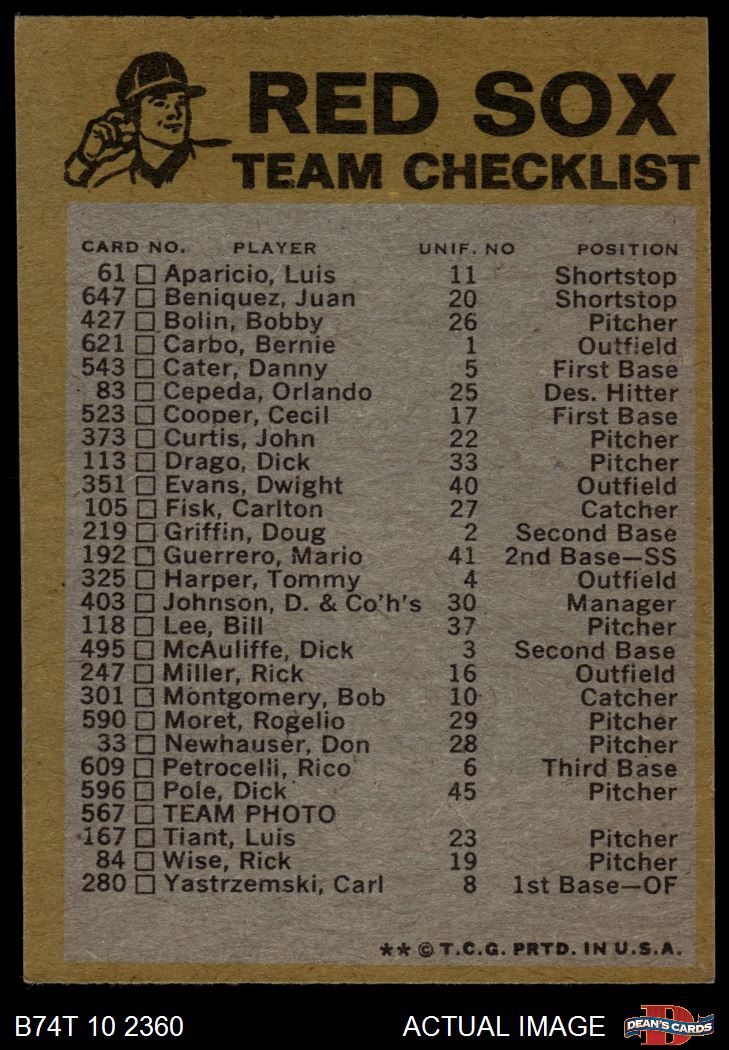 RED SOX
TEAM CHECKLIST
CARD NO. PLAYER UNIF. NO POSITION
61 Aparicio, Luis 11 Shortstop
647 Beniquez, Juan 20 Shortstop
427 Bolin, Bobby 26 Pitcher
621 Carbo, Bernie 1 Outfield
543 Cater, Danny 5 First Base
83 Cepeda, Orlando 25 Des. Hitter
523 Cooper, Cecil 17 First Base
373 Curtis, John 22 Pitcher
113 Drago, Dick 33 Pitcher
351 Evans, Dwight 40 Outfield
105 Fisk, Carlton 27 Catcher
219 Griffin, Doug 2 Second Base
192 Guerrero, Mario 41 2nd Base—SS
325 Harper, Tommy 4 Outfield
403 Johnson, D. & Co'h's 30 Manager
118 Lee, Bill 37 Pitcher
495 McAuliffe, Dick 3 Second Base
247 Miller, Rick 16 Outfield
301 Montgomery, Bob 10 Catcher
590 Moret, Rogelio 29 Pitcher
33 Newhauser, Don 28 Pitcher
609 Petrocelli, Rico 6 Third Base
596 Pole, Dick 45 Pitcher
567 TEAM PHOTO
167 Tiant, Luis 23 Pitcher
84 Wise, Rick 19 Pitcher
280 Yastrzemski, Carl 8 1st Base—OF
** © T.C.G. PRTD. IN U.S.A.
B74T 10 2360 ACTUAL IMAGE DEAN'S CARDS